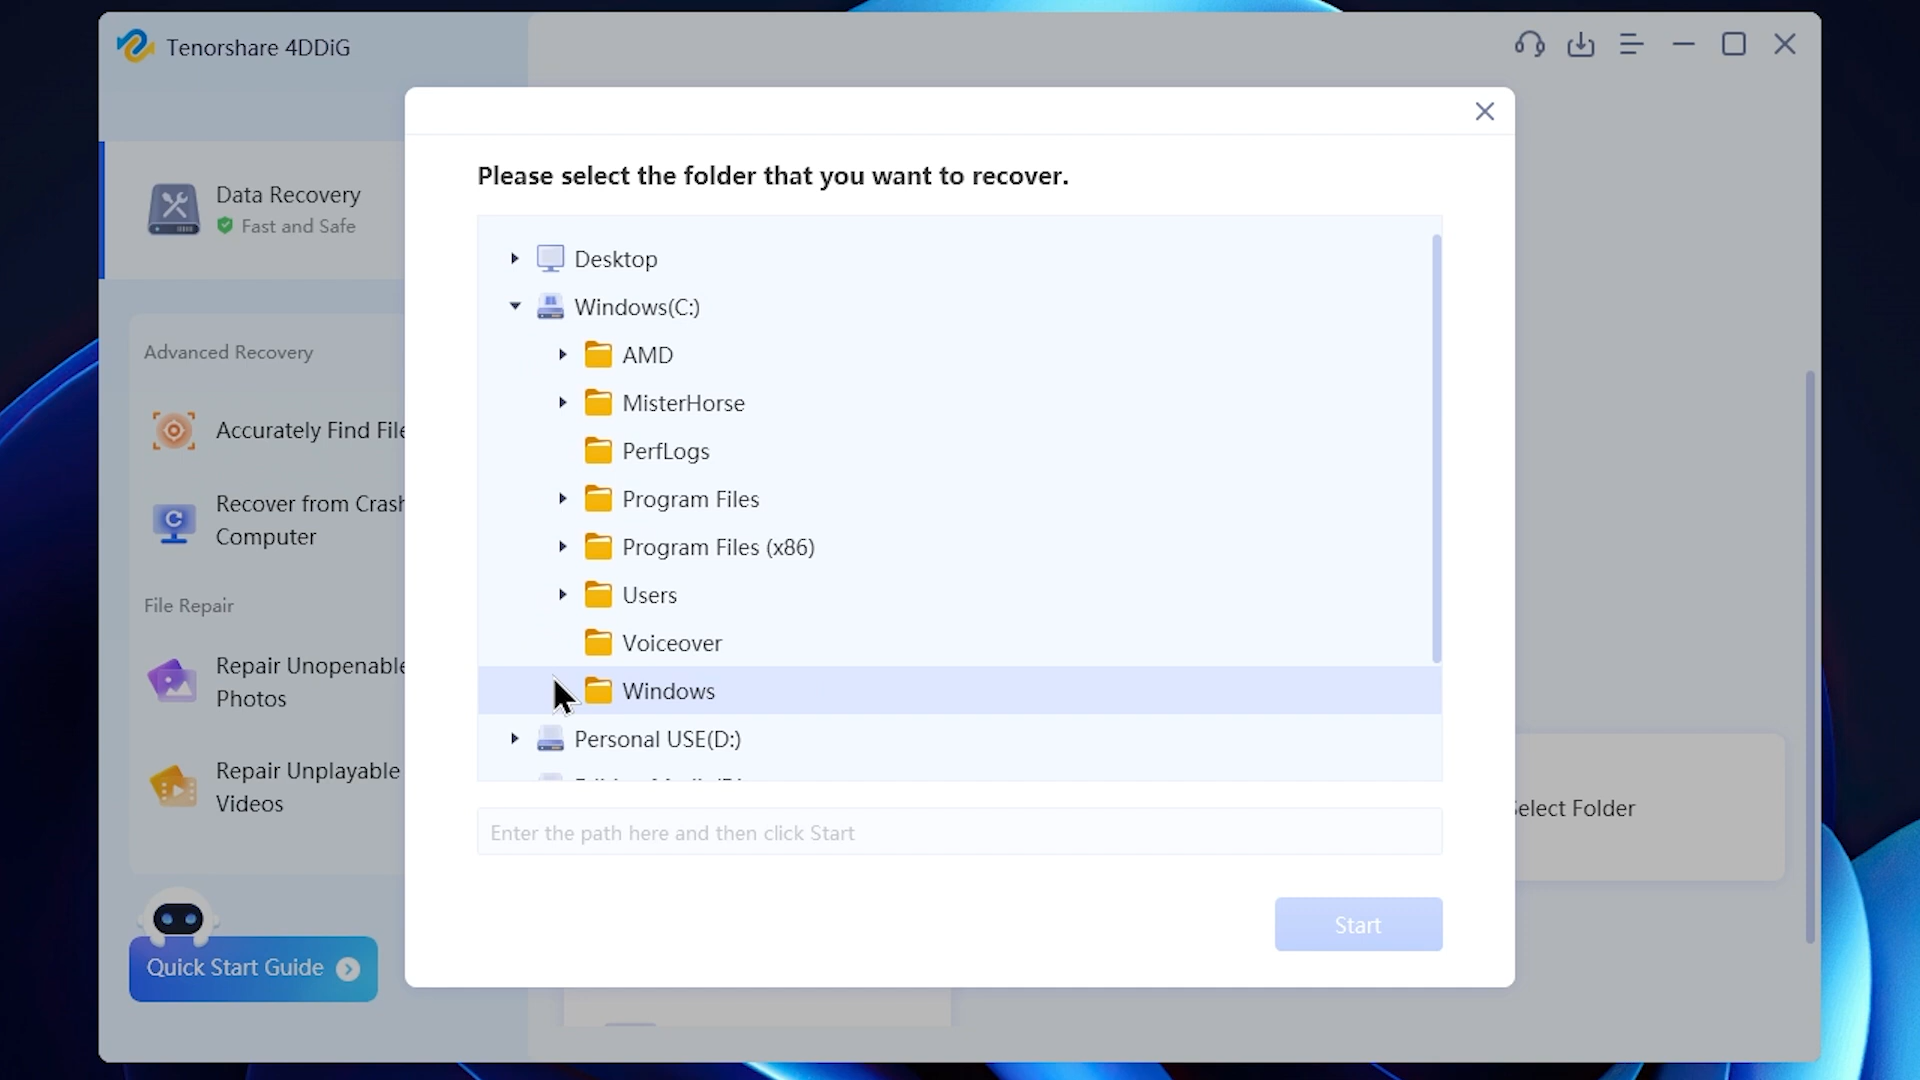 Tenorshare 4DDiG
Data Recovery
Fast and Safe
Advanced Recovery
Accurately Find File
Recover from Crash
Computer
File Repair
Repair Unopenable
Photos
Repair Unplayable
Videos
Quick Start Guide
Please select the folder that you want to recover.
Desktop
Windows(C:)
AMD
MisterHorse
PerfLogs
Program Files
Program Files (x86)
Users
Voiceover
Windows
Personal USE(D:)
Enter the path here and then click Start
Start
Select Folder